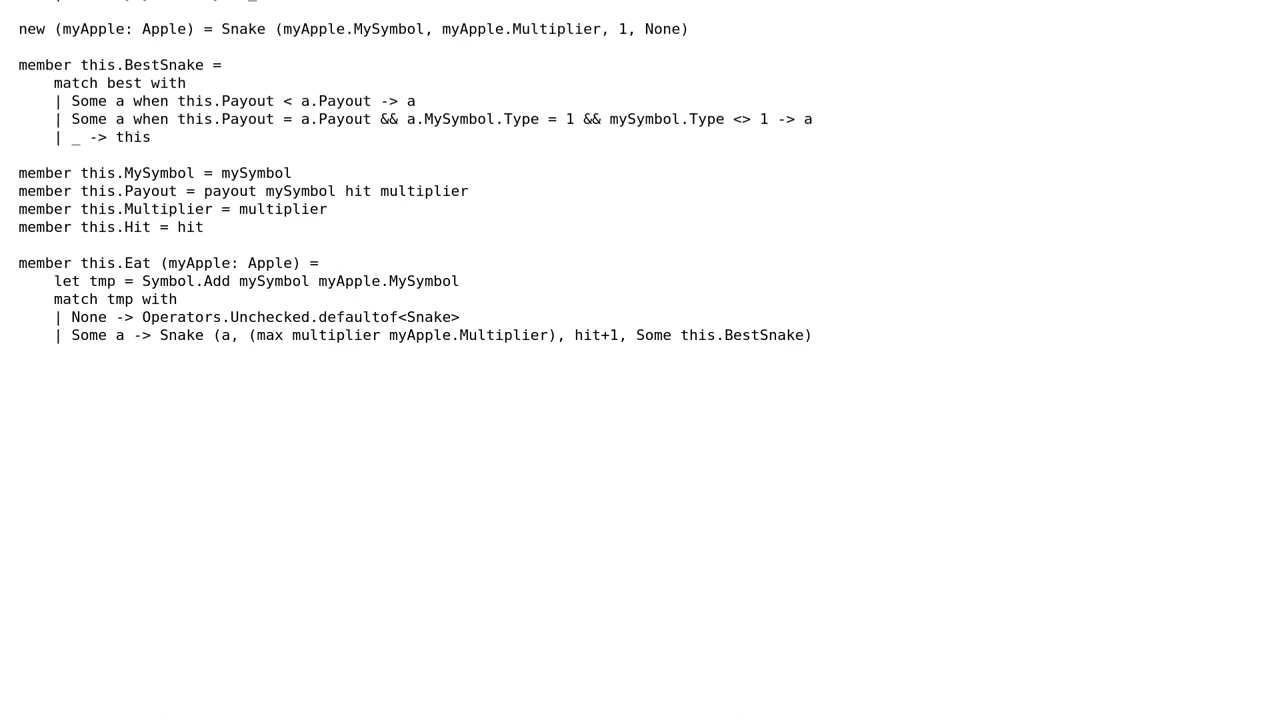 new (myApple: Apple) = Snake (myApple.MySymbol, myApple.Multiplier, 1, None)
member this.BestSnake =
match best with
| Some a when this.Payout < a.Payout -> a
| Some a when this.Payout = a.Payout && a.MySymbol.Type = 1 && mySymbol.Type <> 1 -> a
| _ -> this
member this.MySymbol = mySymbol
member this.Payout = payout mySymbol hit multiplier
member this.Multiplier = multiplier
member this.Hit = hit
member this.Eat (myApple: Apple) =
let tmp = Symbol.Add mySymbol myApple.MySymbol
match tmp with
| None -> Operators.Unchecked.defaultof<Snake>
| Some a -> Snake (a, (max multiplier myApple.Multiplier), hit+1, Some this.BestSnake)